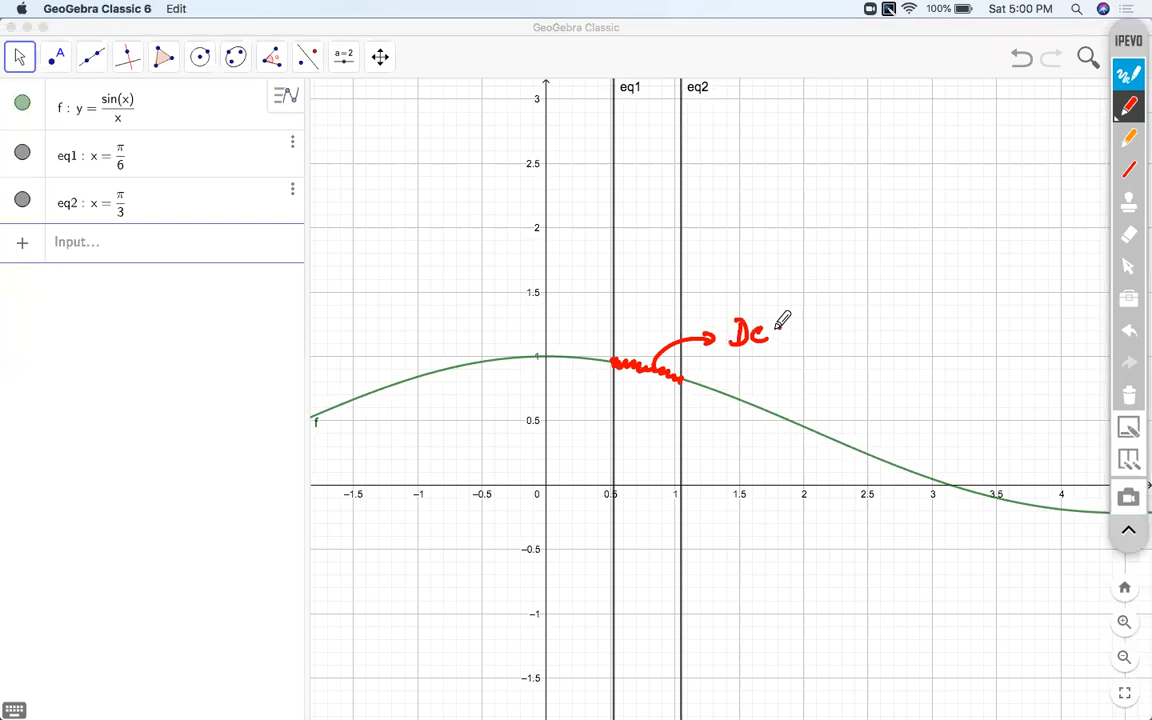 GeoGebra Classic 6 Edit 100% Sat 5:00 PM
GeoGebra Classic
IPEVO
A
a=2
f : y = sin(x) / x
eq1 : x = π / 6
eq2 : x = π / 3
+ Input...
eq1 eq2
3
2.5
2
1.5
1
0.5
–0.5
–1
–1.5
–1.5 –1 –0.5 0 0.5 1 1.5 2 2.5 3 3.5 4
f
De